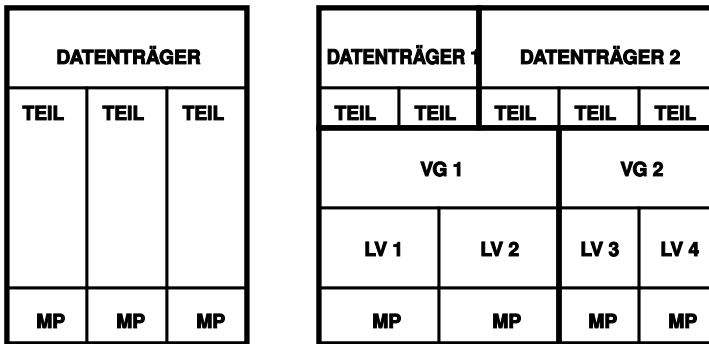 DATENTRÄGER
TEIL TEIL TEIL
MP MP MP
DATENTRÄGER 1 DATENTRÄGER 2
TEIL TEIL TEIL TEIL TEIL
VG 1 VG 2
LV 1 LV 2 LV 3 LV 4
MP MP MP MP